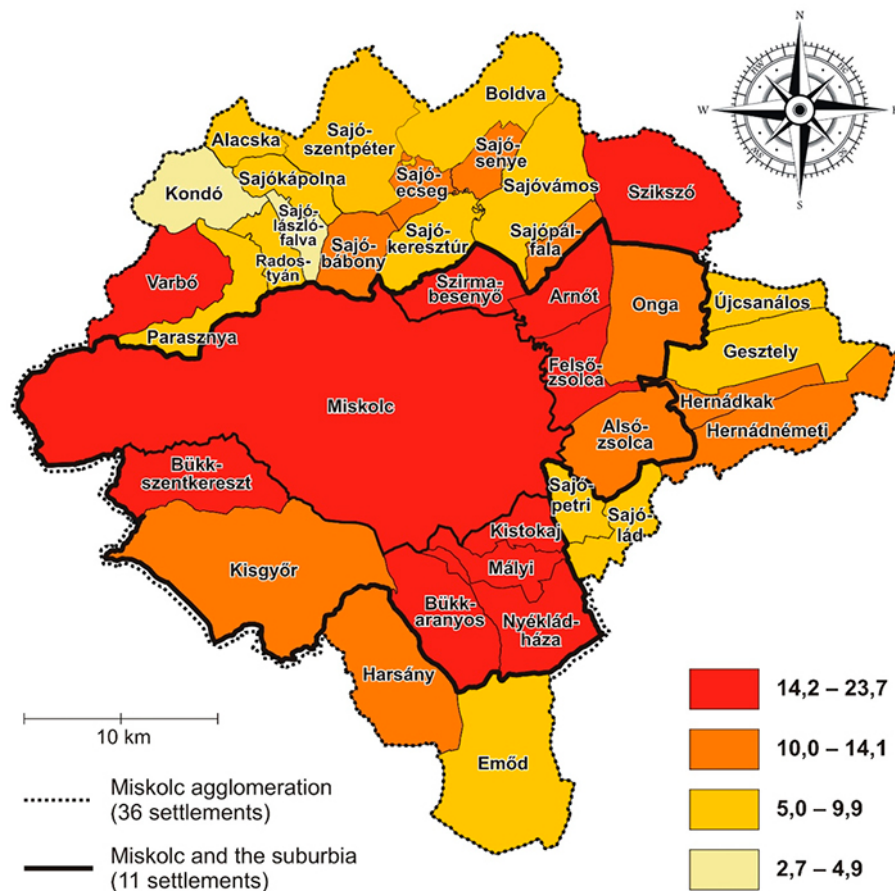 N
W
E
S
NW
SW
Boldva
Alacska
Sajó-
szentpéter
Sajó-
senye
Kondó
Sajókápolna
Sajó-
ecseg
Sajóvámos
Szikszó
Sajó-
lászló-
falva
Sajó-
keresztúr
Sajópál-
fala
Sajó-
bábony
Rados-
tyán
Varbó
Szirma-
besenyő
Arnót
Onga
Újcsanálos
Parasznya
Gesztely
Felső-
zsolca
Miskolc
Hernádkak
Hernádnémeti
Alsó-
zsolca
Bükk-
szentkereszt
Sajó-
petri
Sajó-
lád
Kistokaj
Kisgyőr
Mályi
Bükk-
aranyos
Nyéklád-
háza
Harsány
Emőd
14,2 – 23,7
10,0 – 14,1
5,0 – 9,9
2,7 – 4,9
10 km
Miskolc agglomeration
(36 settlements)
Miskolc and the suburbia
(11 settlements)